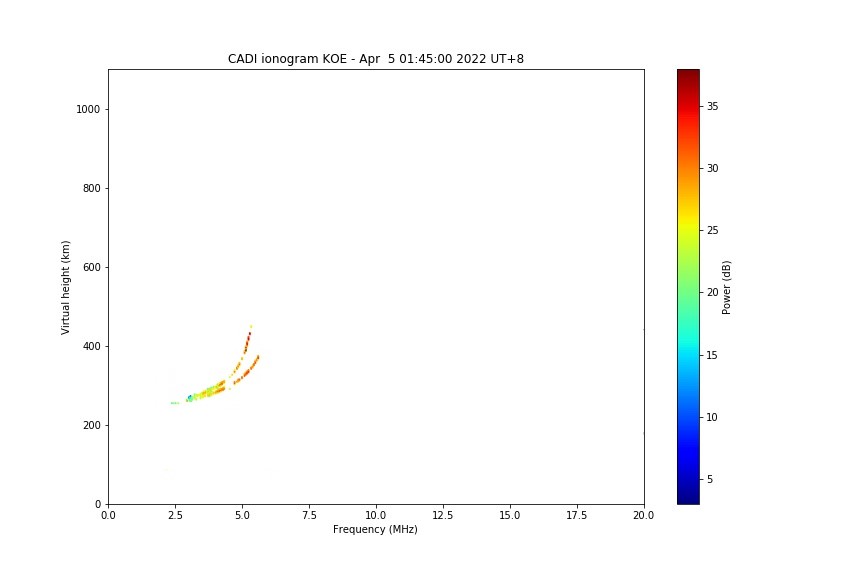 CADI ionogram KOE - Apr  5 01:45:00 2022 UT+8
1000
800
600
400
200
0
Virtual height (km)
0.0 2.5 5.0 7.5 10.0 12.5 15.0 17.5 20.0
Frequency (MHz)
35
30
25
20
15
10
5
Power (dB)